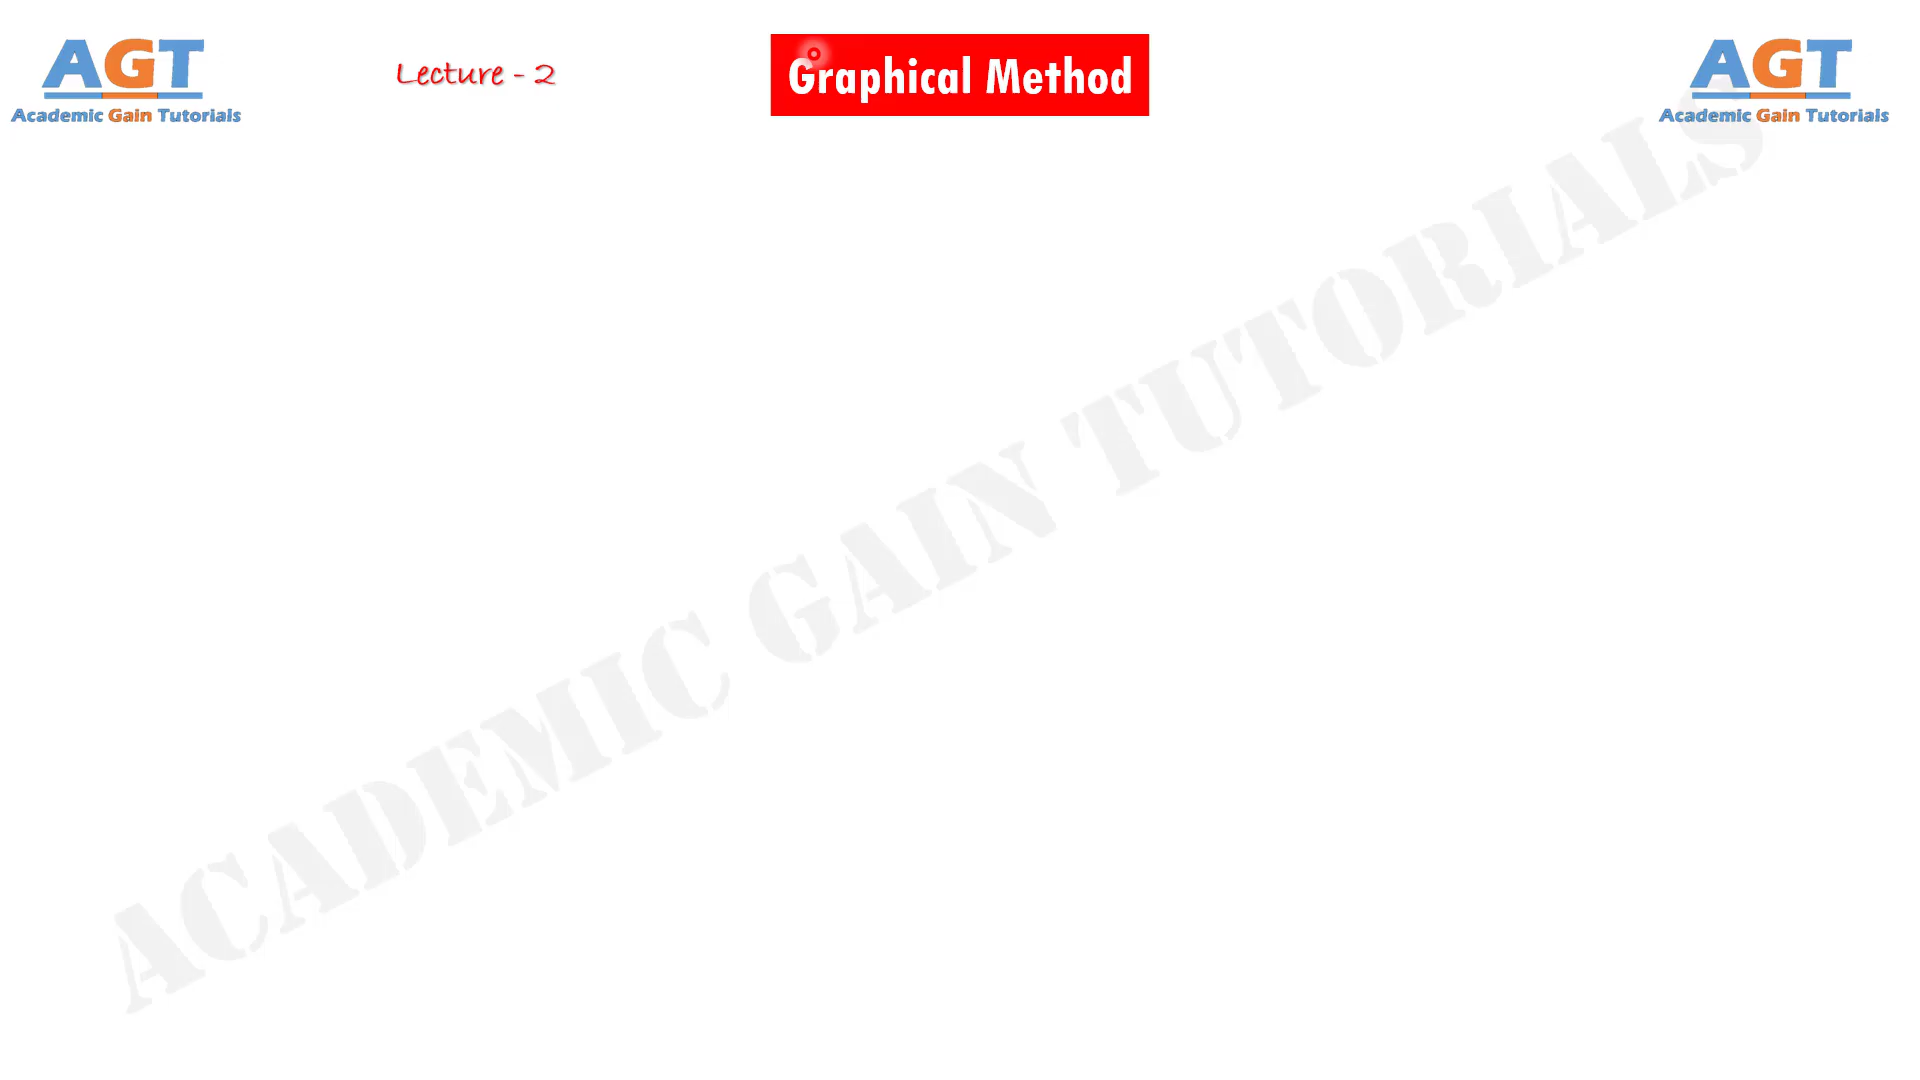 AGT
Academic Gain Tutorials
Lecture - 2
Graphical Method
AGT
Academic Gain Tutorials
ACADEMIC GAIN TUTORIALS